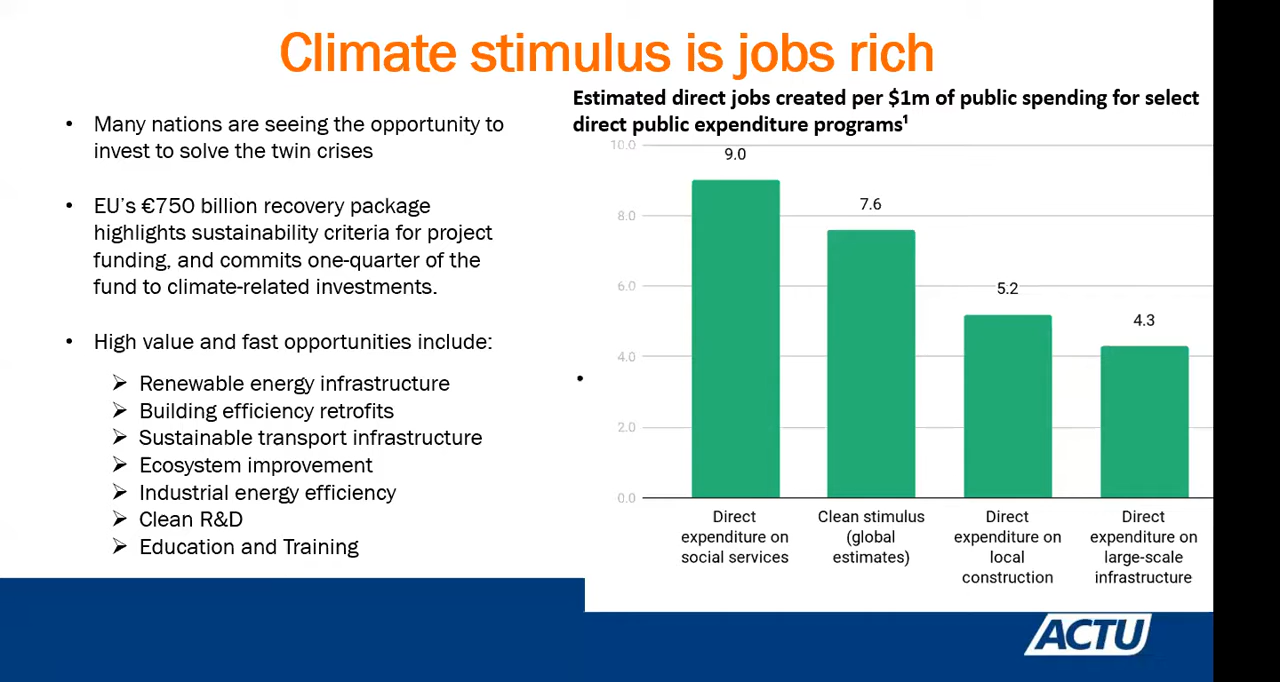 Climate stimulus is jobs rich
• Many nations are seeing the opportunity to
invest to solve the twin crises
• EU's €750 billion recovery package
highlights sustainability criteria for project
funding, and commits one-quarter of the
fund to climate-related investments.
• High value and fast opportunities include:
➢ Renewable energy infrastructure
➢ Building efficiency retrofits
➢ Sustainable transport infrastructure
➢ Ecosystem improvement
➢ Industrial energy efficiency
➢ Clean R&D
➢ Education and Training
•
Estimated direct jobs created per $1m of public spending for select
direct public expenditure programs¹
10.0
8.0
6.0
4.0
2.0
0.0
9.0
7.6
5.2
4.3
Direct
expenditure on
social services
Clean stimulus
(global
estimates)
Direct
expenditure on
local
construction
Direct
expenditure on
large-scale
infrastructure
ACTU